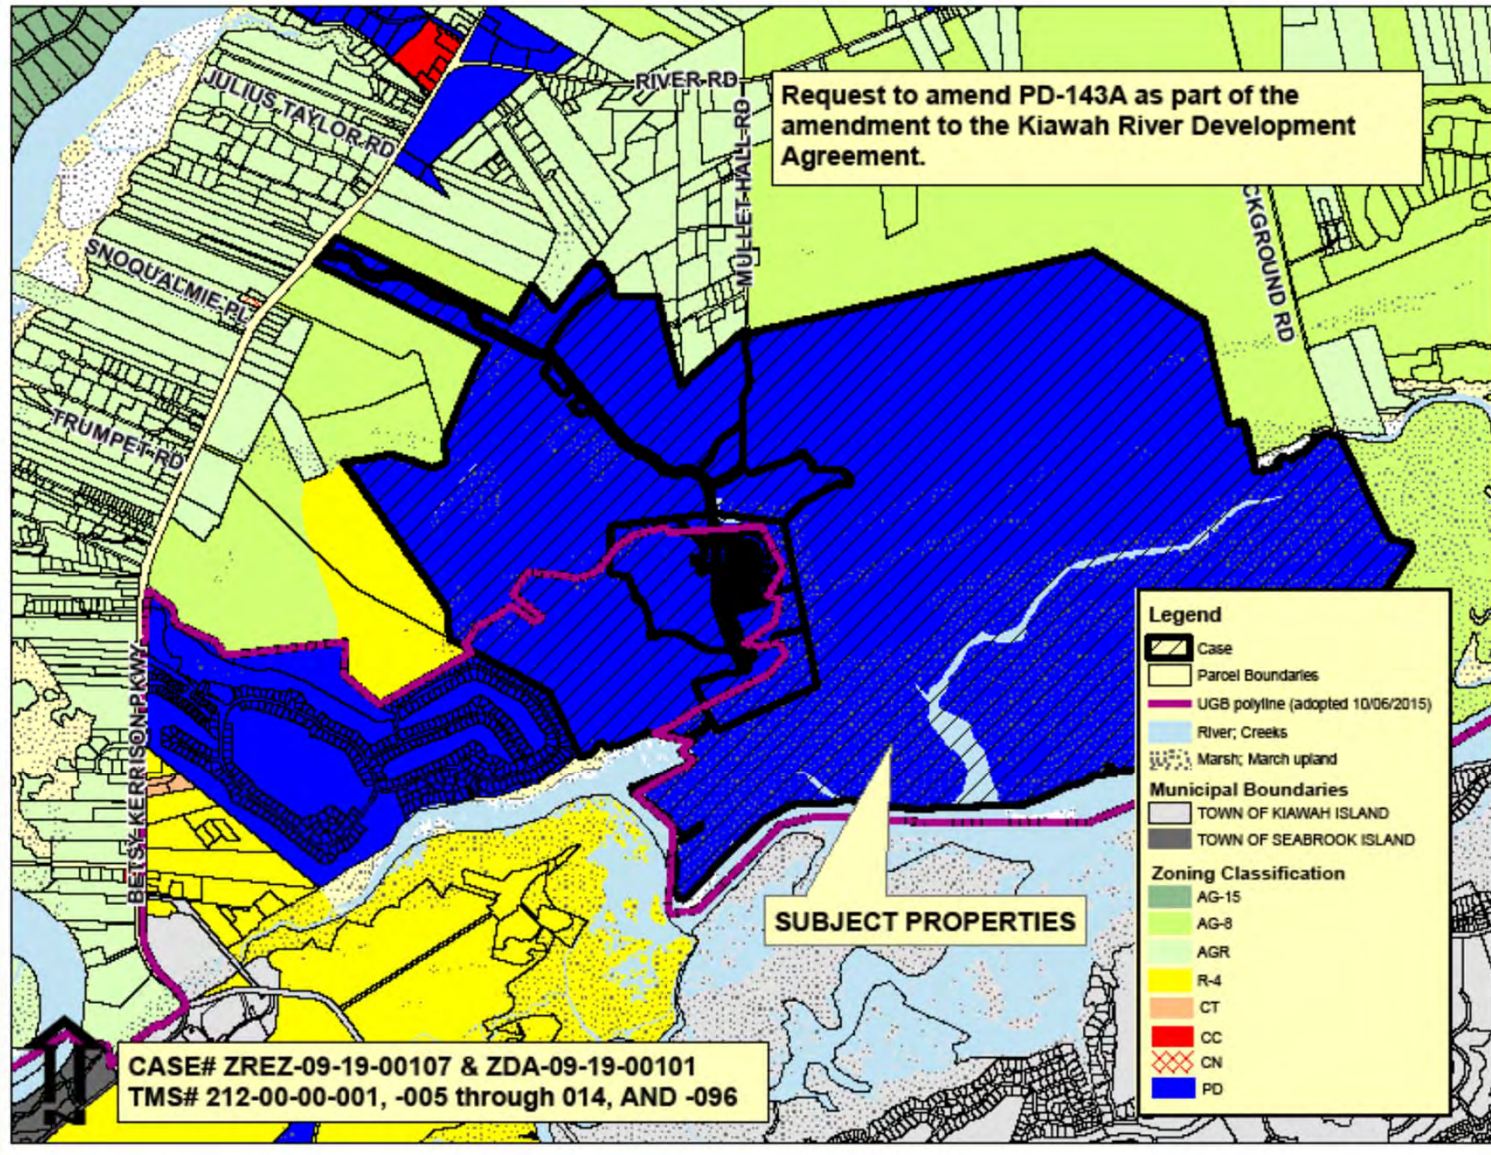 RIVER RD
JULIUS TAYLOR RD
MULLET HALL RD
Request to amend PD-143A as part of the
amendment to the Kiawah River Development
Agreement.
CKGROUND RD
SNOQUALMIE PL
TRUMPET RD
BETSY KERRISON PKWY
SUBJECT PROPERTIES
Legend
Case
Parcel Boundaries
UGB polyline (adopted 10/06/2015)
River; Creeks
Marsh; March upland
Municipal Boundaries
TOWN OF KIAWAH ISLAND
TOWN OF SEABROOK ISLAND
Zoning Classification
AG-15
AG-8
AGR
R-4
CT
CC
CN
PD
N
CASE# ZREZ-09-19-00107 & ZDA-09-19-00101
TMS# 212-00-00-001, -005 through 014, AND -096